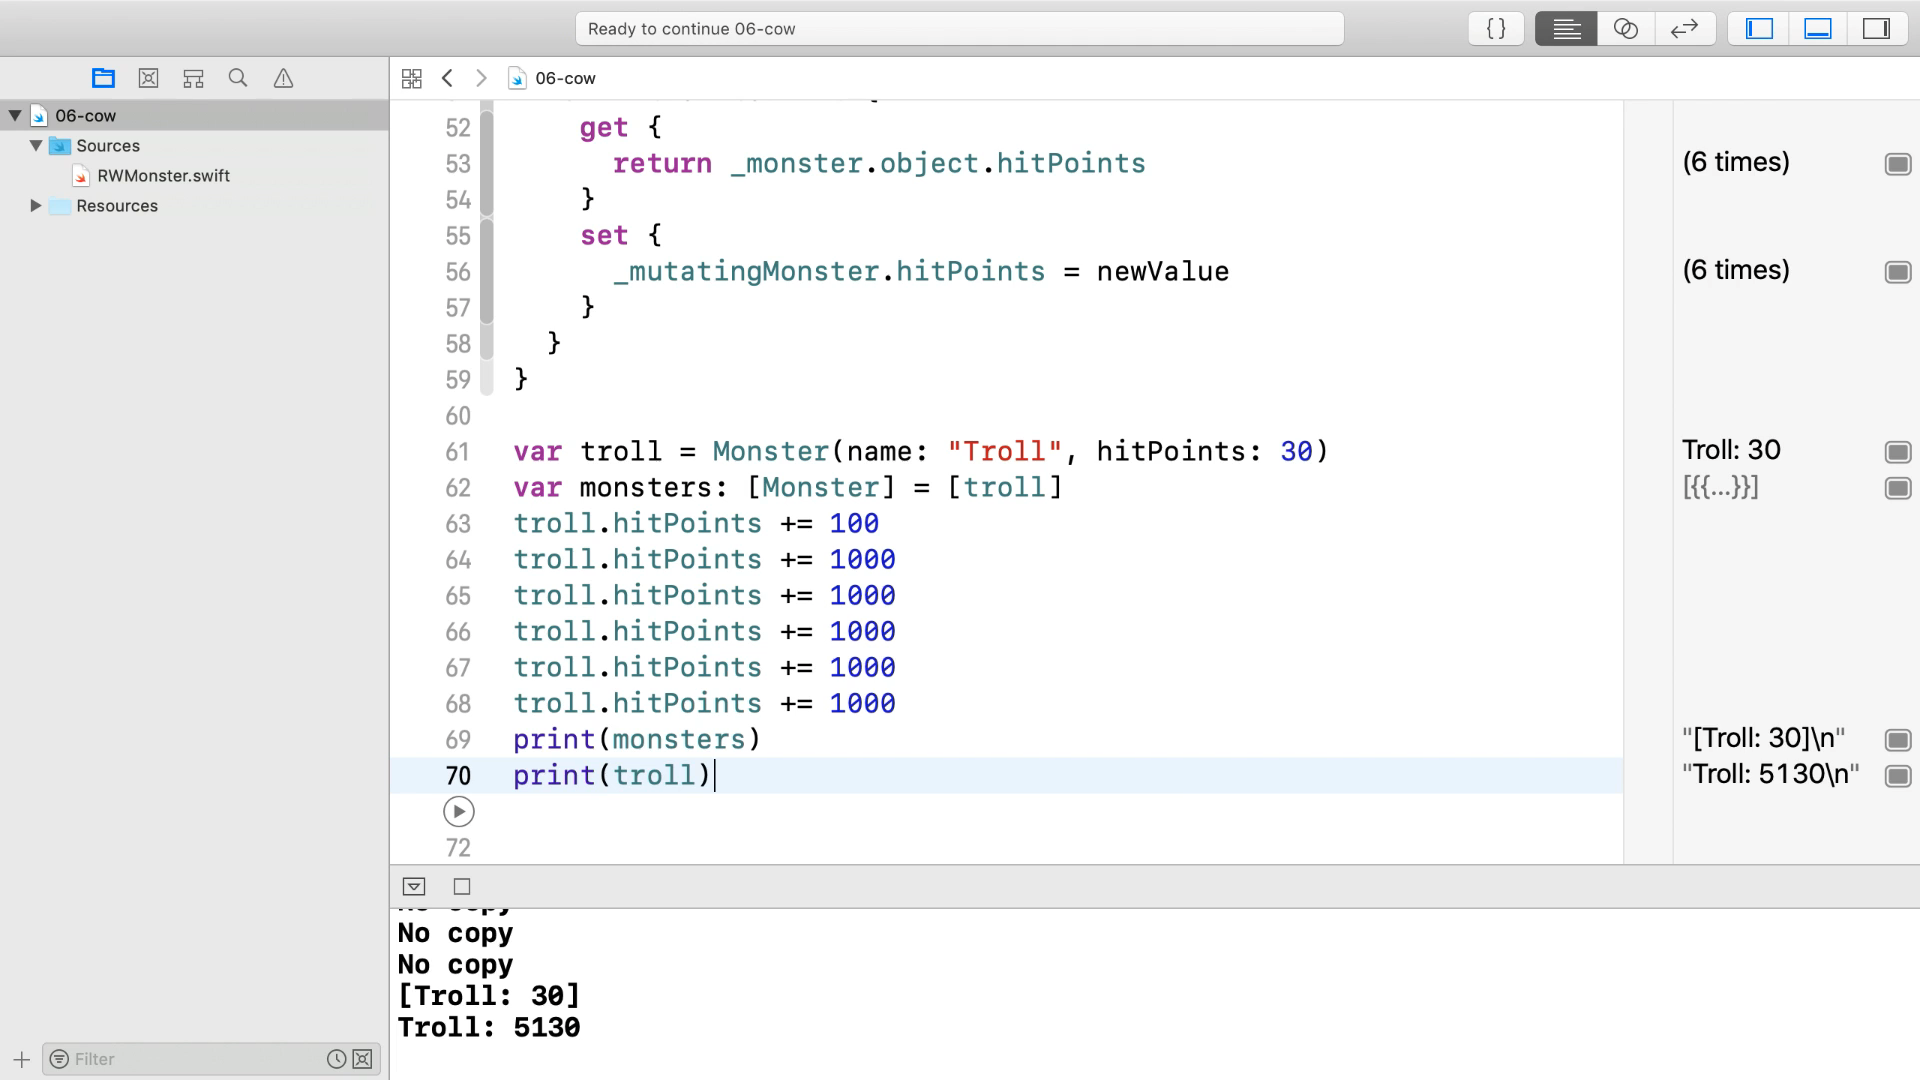 Ready to continue 06-cow
{ }
06-cow
06-cow
Sources
RWMonster.swift
Resources
52 get {
(6 times)
53 return _monster.object.hitPoints
54 }
55 set {
56 _mutatingMonster.hitPoints = newValue
(6 times)
57 }
58 }
59 }
60
61 var troll = Monster(name: "Troll", hitPoints: 30)
Troll: 30
62 var monsters: [Monster] = [troll]
[{{...}}]
63 troll.hitPoints += 100
64 troll.hitPoints += 1000
65 troll.hitPoints += 1000
66 troll.hitPoints += 1000
67 troll.hitPoints += 1000
68 troll.hitPoints += 1000
69 print(monsters)
"[Troll: 30]\n"
70 print(troll)
"Troll: 5130\n"
72
No copy
No copy
No copy
[Troll: 30]
Troll: 5130
Filter